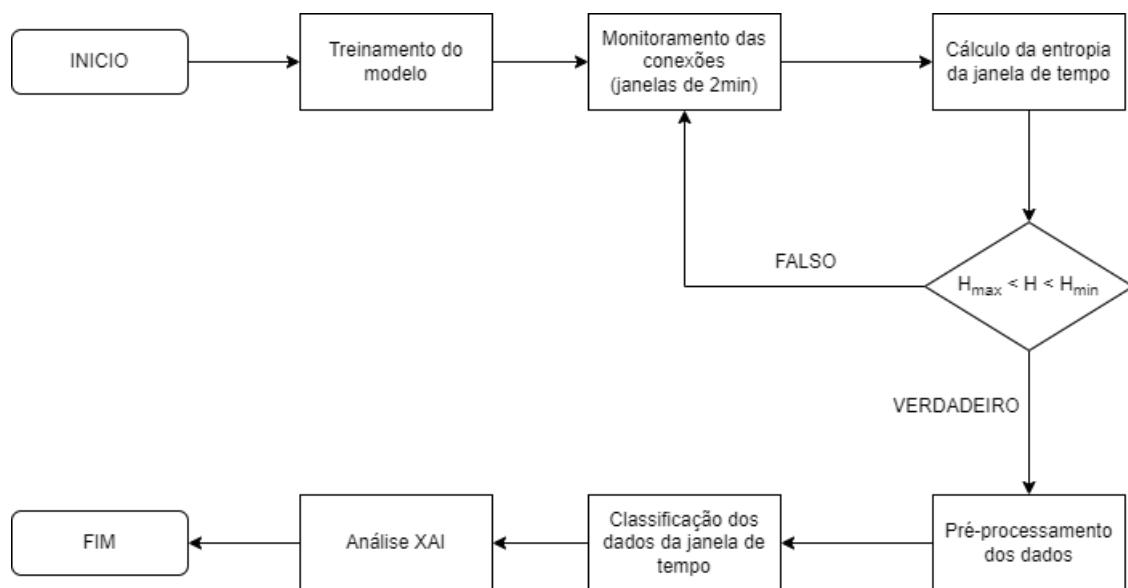 INICIO
Treinamento do
modelo
Monitoramento das
conexões
(janelas de 2min)
Cálculo da entropia
da janela de tempo
FALSO
Hmax < H < Hmin
VERDADEIRO
FIM
Análise XAI
Classificação dos
dados da janela de
tempo
Pré-processamento
dos dados